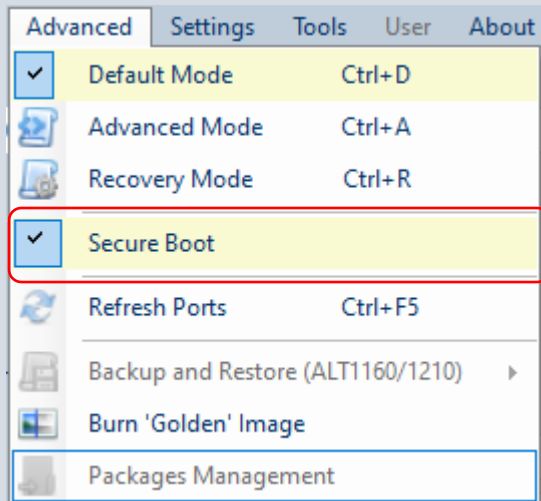 Advanced Settings Tools User About
Default Mode Ctrl+D
Advanced Mode Ctrl+A
Recovery Mode Ctrl+R
Secure Boot
Refresh Ports Ctrl+F5
Backup and Restore (ALT1160/1210)
Burn 'Golden' Image
Packages Management